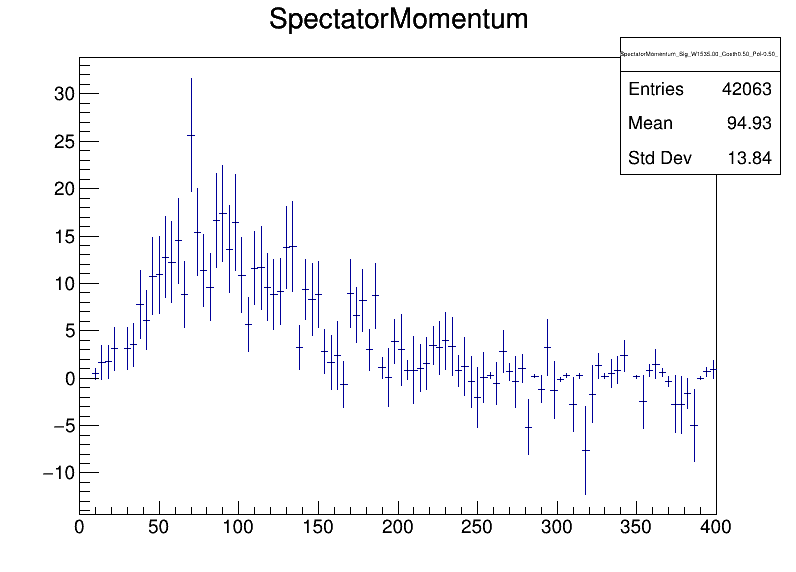 SpectatorMomentum
SpectatorMomentum_Sig_W1535.00_Costh0.50_Pol-0.50_
Entries 42063
Mean 94.93
Std Dev 13.84
30
25
20
15
10
5
0
−5
−10
0 50 100 150 200 250 300 350 400